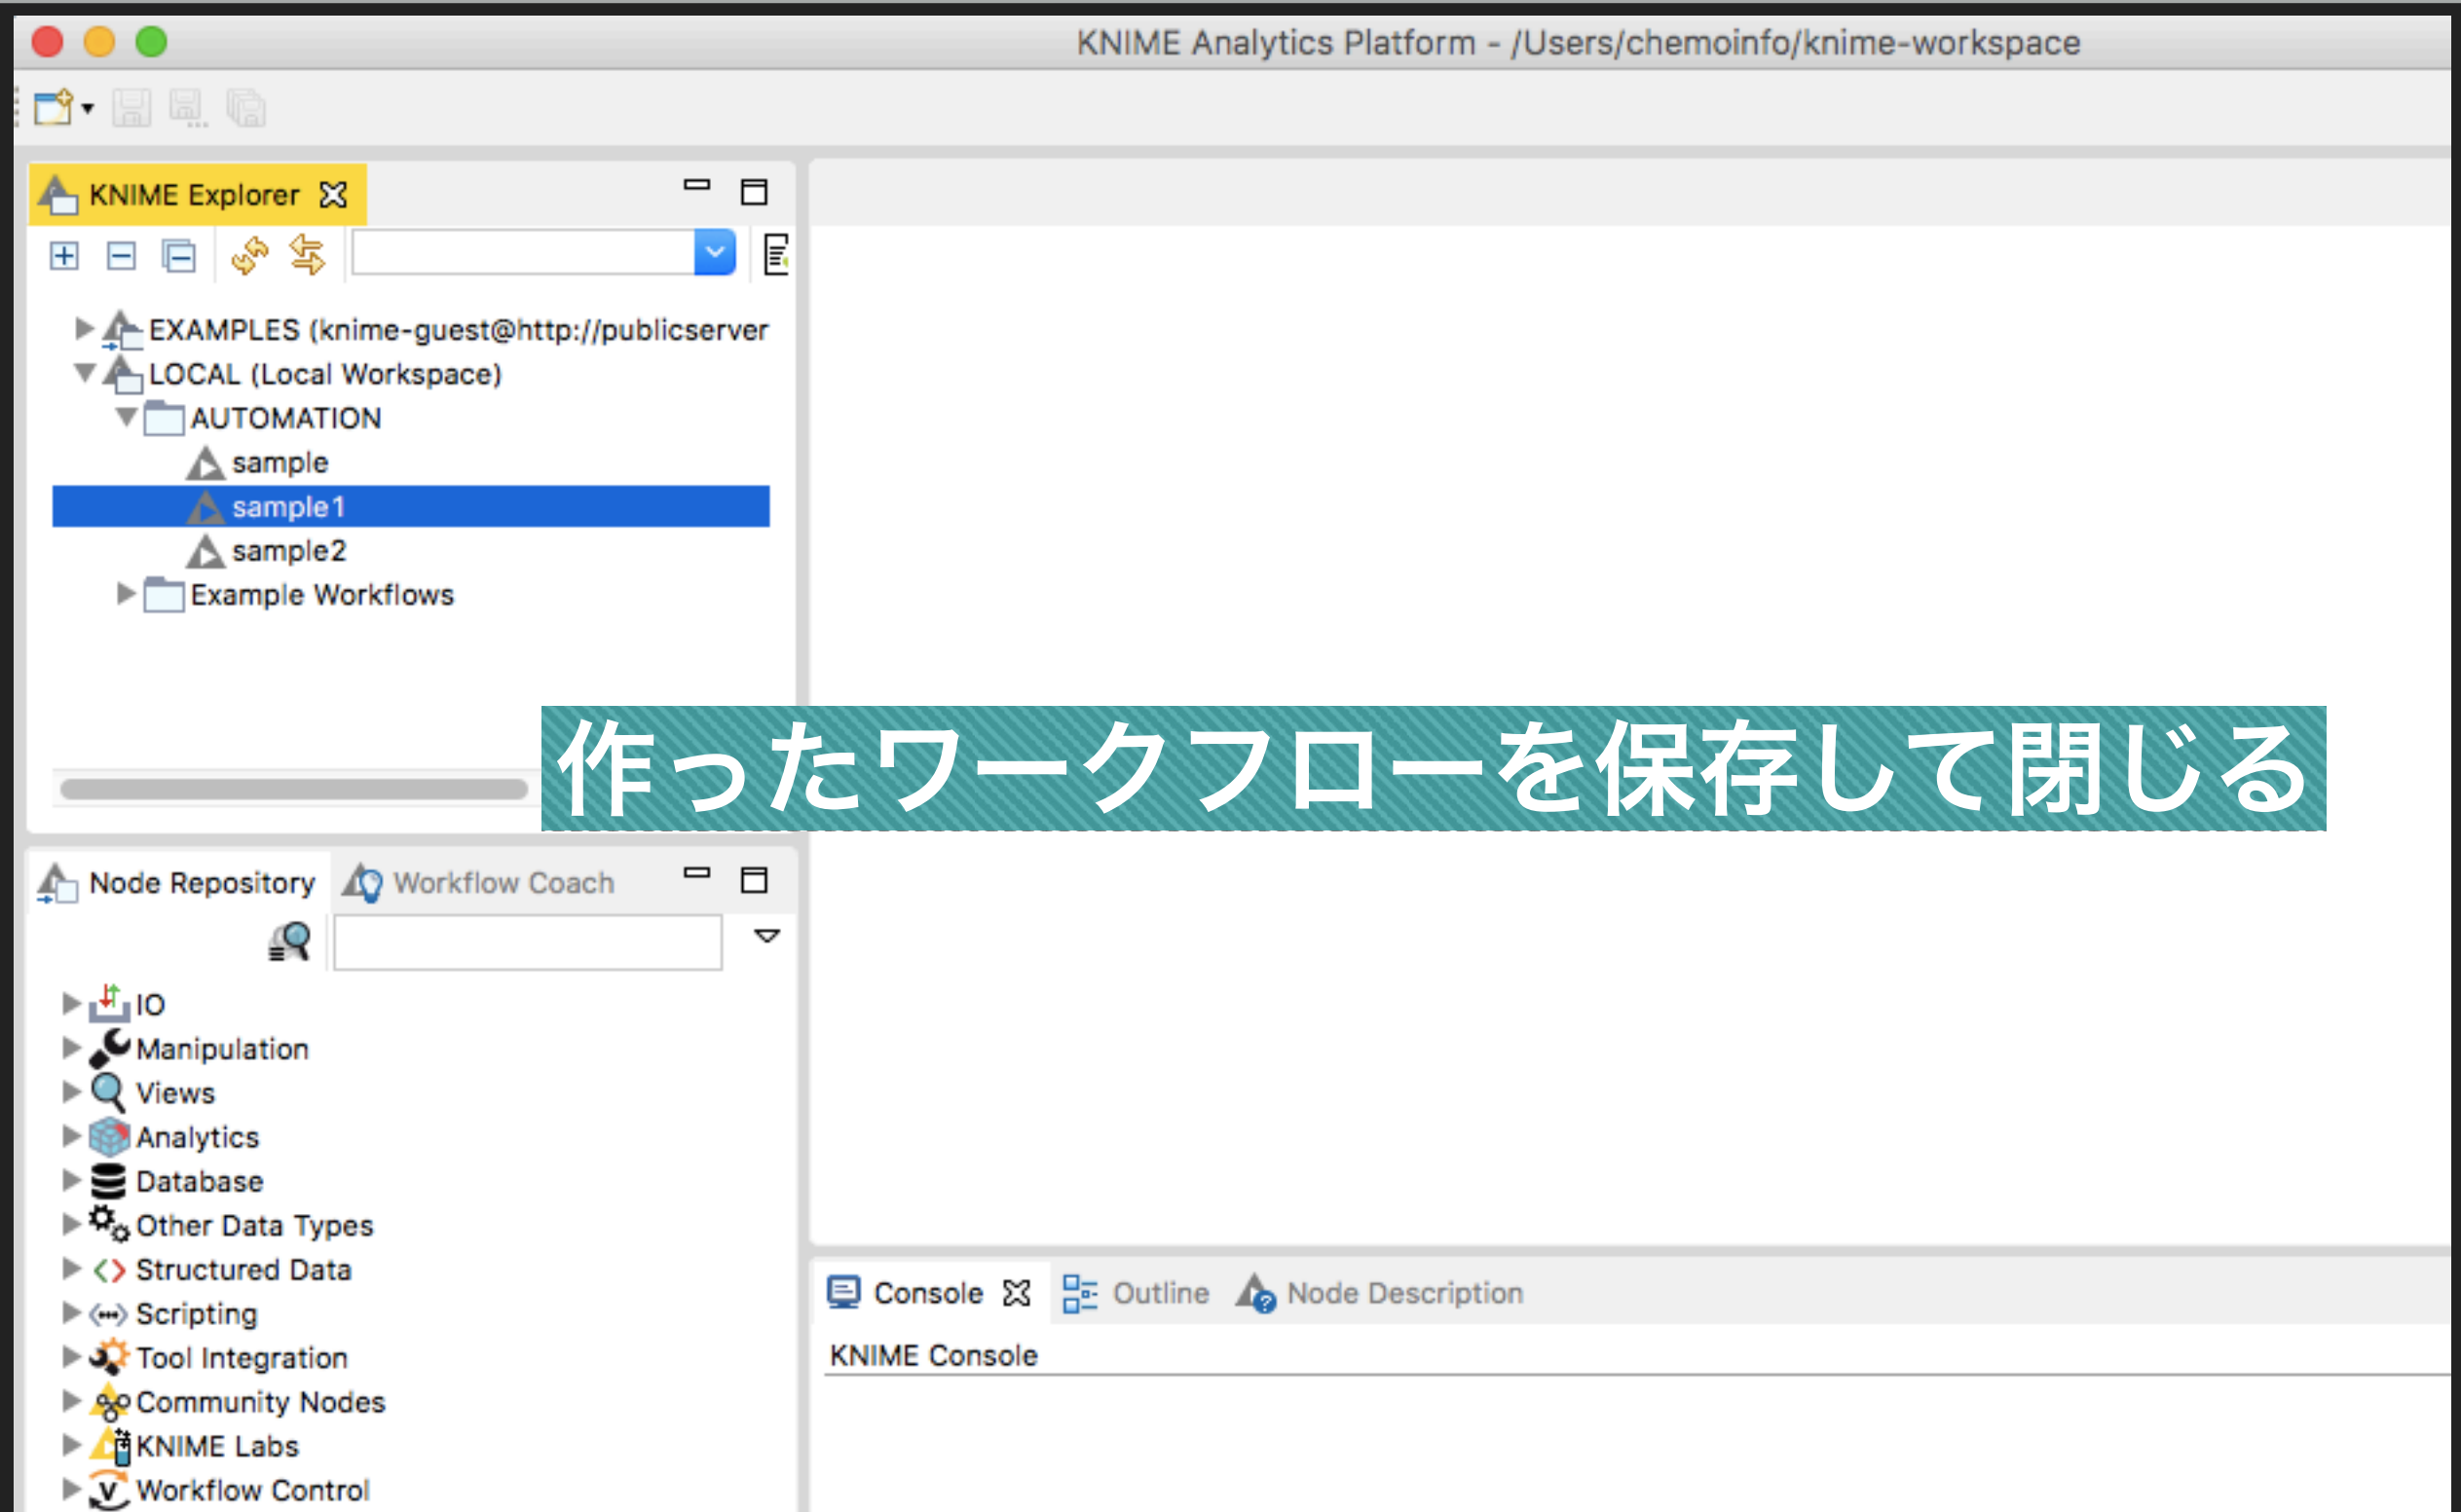 KNIME Analytics Platform - /Users/chemoinfo/knime-workspace
KNIME Explorer
EXAMPLES (knime-guest@http://publicserver
LOCAL (Local Workspace)
AUTOMATION
sample
sample1
sample2
Example Workflows
作ったワークフローを保存して閉じる
Node Repository
Workflow Coach
IO
Manipulation
Views
Analytics
Database
Other Data Types
Structured Data
Scripting
Tool Integration
Community Nodes
KNIME Labs
Workflow Control
Console
Outline
Node Description
KNIME Console